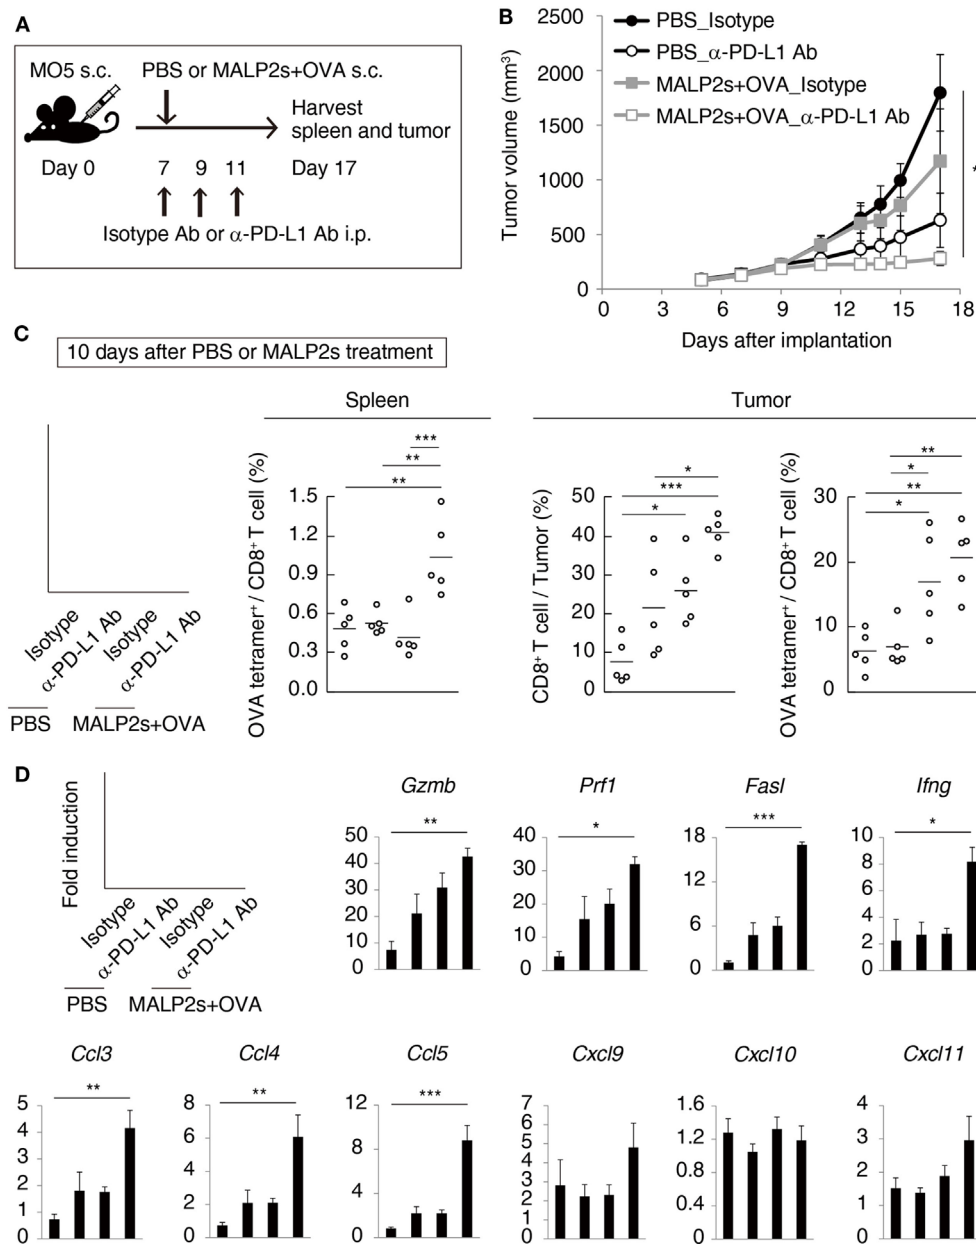 A
MO5 s.c.
PBS or MALP2s+OVA s.c.
Harvest
spleen and tumor
Day 0
7
9
11
Day 17
Isotype Ab or α-PD-L1 Ab i.p.
B
PBS_Isotype
PBS_α-PD-L1 Ab
MALP2s+OVA_Isotype
MALP2s+OVA_α-PD-L1 Ab
Tumor volume (mm³)
2500
2000
1500
1000
500
0
*
0 3 6 9 12 15 18
Days after implantation
C
10 days after PBS or MALP2s treatment
Isotype
α-PD-L1 Ab
Isotype
α-PD-L1 Ab
PBS
MALP2s+OVA
Spleen
OVA tetramer⁺/ CD8⁺ T cell (%)
***
**
**
1.5
1.2
0.9
0.6
0.3
0.0
Tumor
CD8⁺ T cell / Tumor (%)
*
***
*
50
40
30
20
10
0
OVA tetramer⁺/ CD8⁺ T cell (%)
**
*
**
*
30
20
10
0
D
Fold induction
Isotype
α-PD-L1 Ab
Isotype
α-PD-L1 Ab
PBS
MALP2s+OVA
Gzmb
**
50
40
30
20
10
0
Prf1
*
40
30
20
10
0
Fasl
***
18
12
6
0
Ifng
*
10
8
6
4
2
0
Ccl3
**
5
4
3
2
1
0
Ccl4
**
8
6
4
2
0
Ccl5
***
12
8
4
0
Cxcl9
7
6
5
4
3
2
1
0
Cxcl10
1.6
1.2
0.8
0.4
0
Cxcl11
4
3
2
1
0